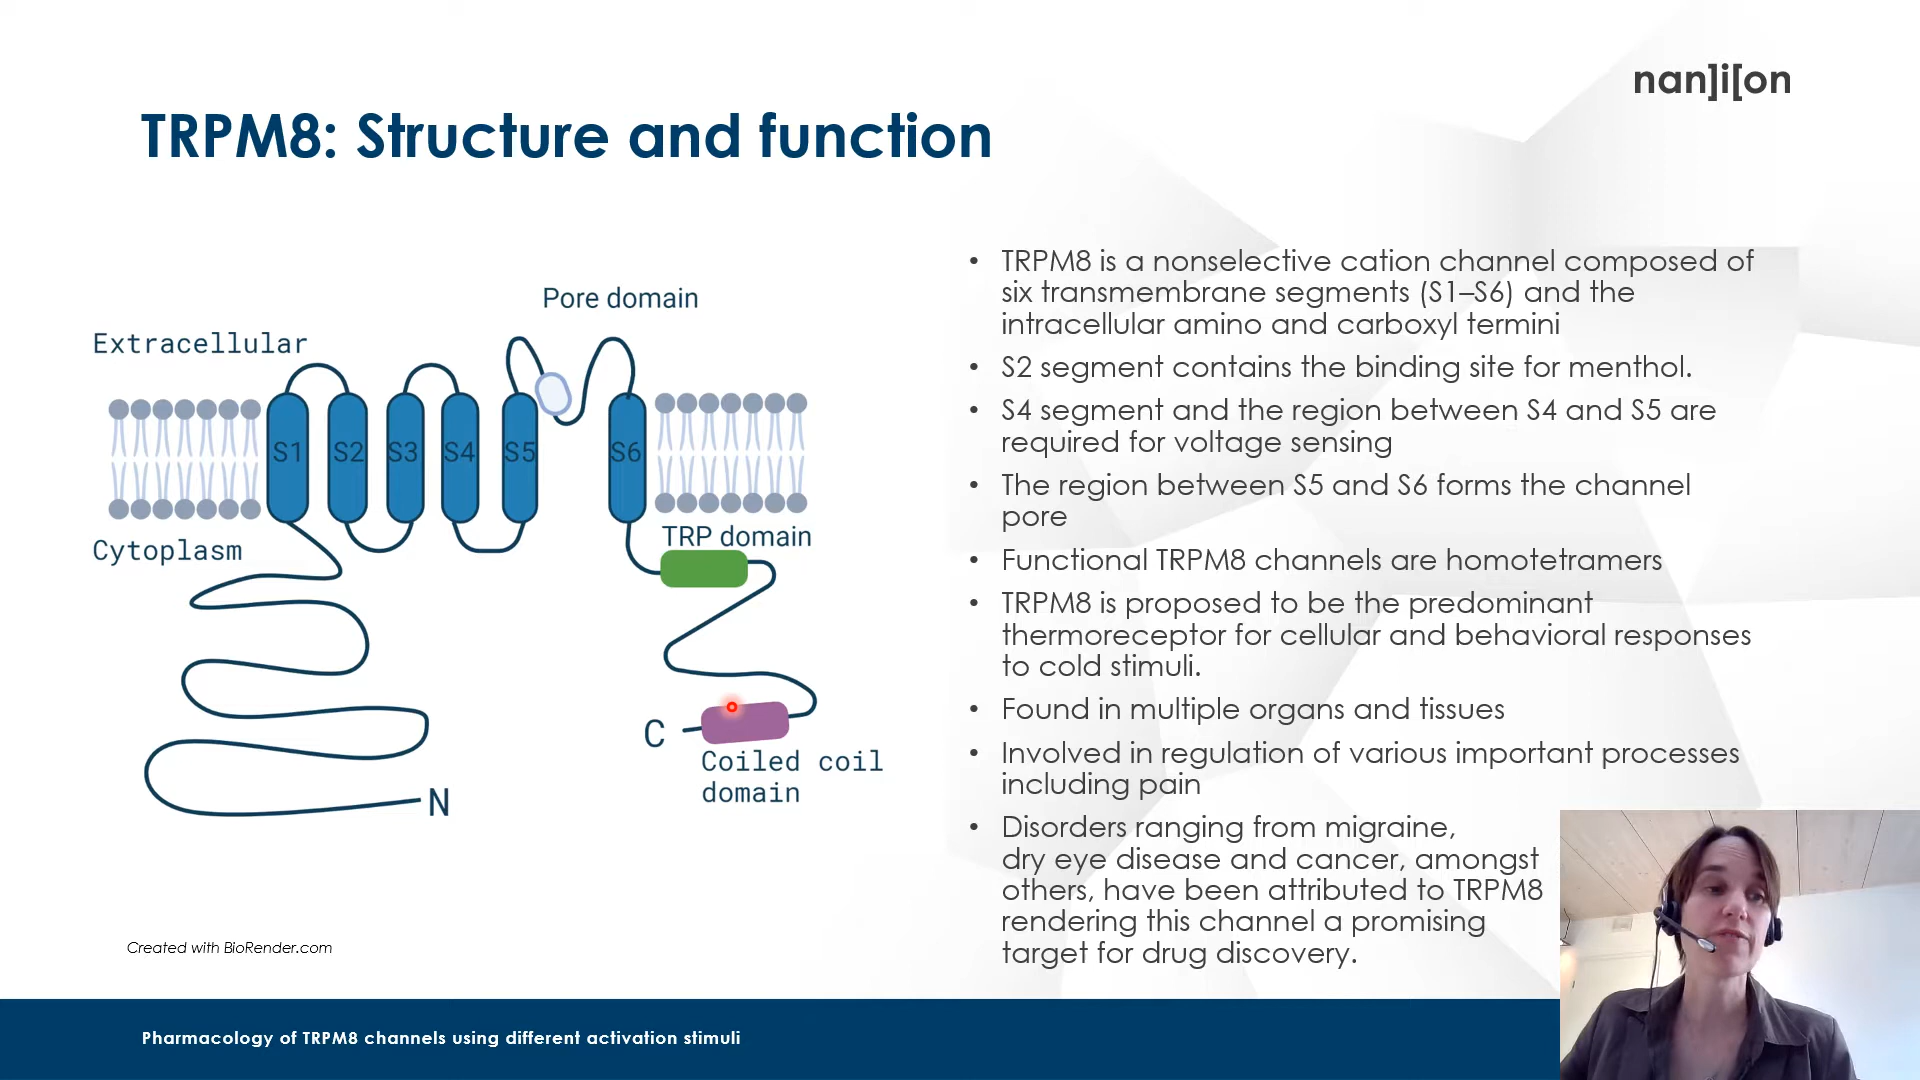 nan]i[on
TRPM8: Structure and function
Pore domain
Extracellular
S1 S2 S3 S4 S5 S6
TRP domain
Cytoplasm
C
Coiled coil
domain
N
Created with BioRender.com
• TRPM8 is a nonselective cation channel composed of
six transmembrane segments (S1–S6) and the
intracellular amino and carboxyl termini
• S2 segment contains the binding site for menthol.
• S4 segment and the region between S4 and S5 are
required for voltage sensing
• The region between S5 and S6 forms the channel
pore
• Functional TRPM8 channels are homotetramers
• TRPM8 is proposed to be the predominant
thermoreceptor for cellular and behavioral responses
to cold stimuli.
• Found in multiple organs and tissues
• Involved in regulation of various important processes
including pain
• Disorders ranging from migraine,
dry eye disease and cancer, amongst
others, have been attributed to TRPM8
rendering this channel a promising
target for drug discovery.
Pharmacology of TRPM8 channels using different activation stimuli